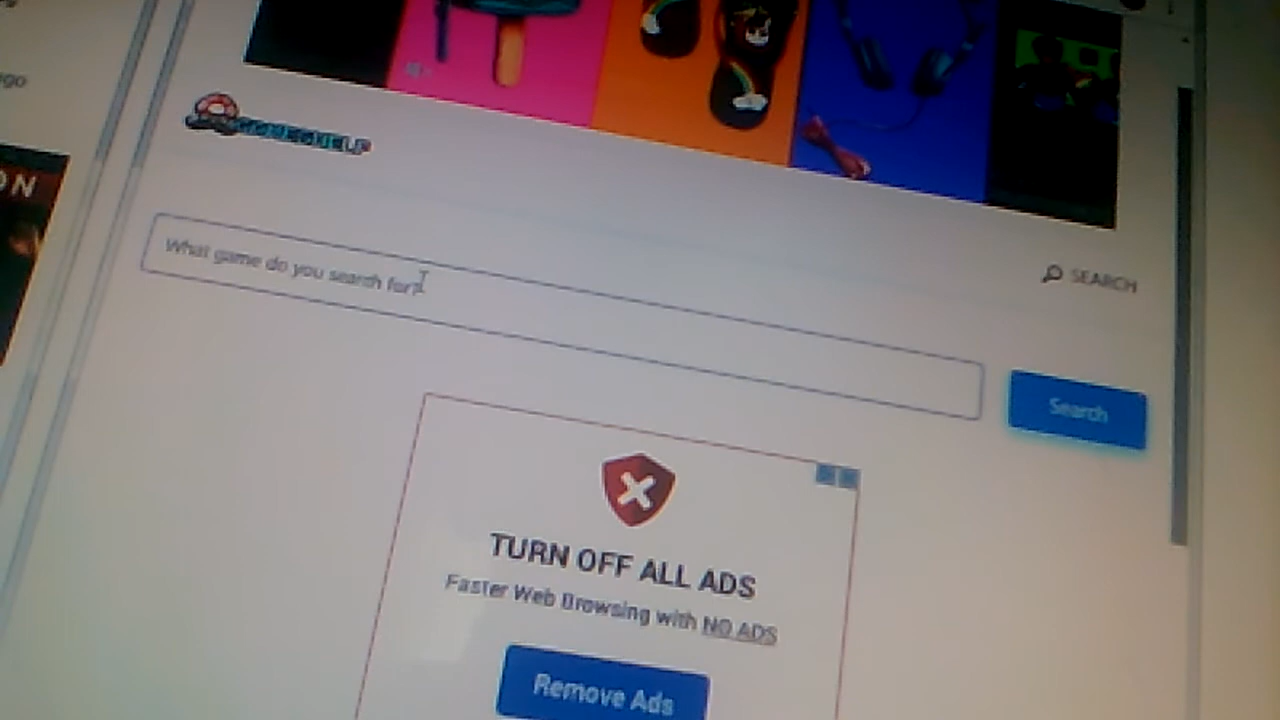 ON
What game do you search for?
SEARCH
Search
TURN OFF ALL ADS
Faster Web Browsing with NO ADS
Remove Ads